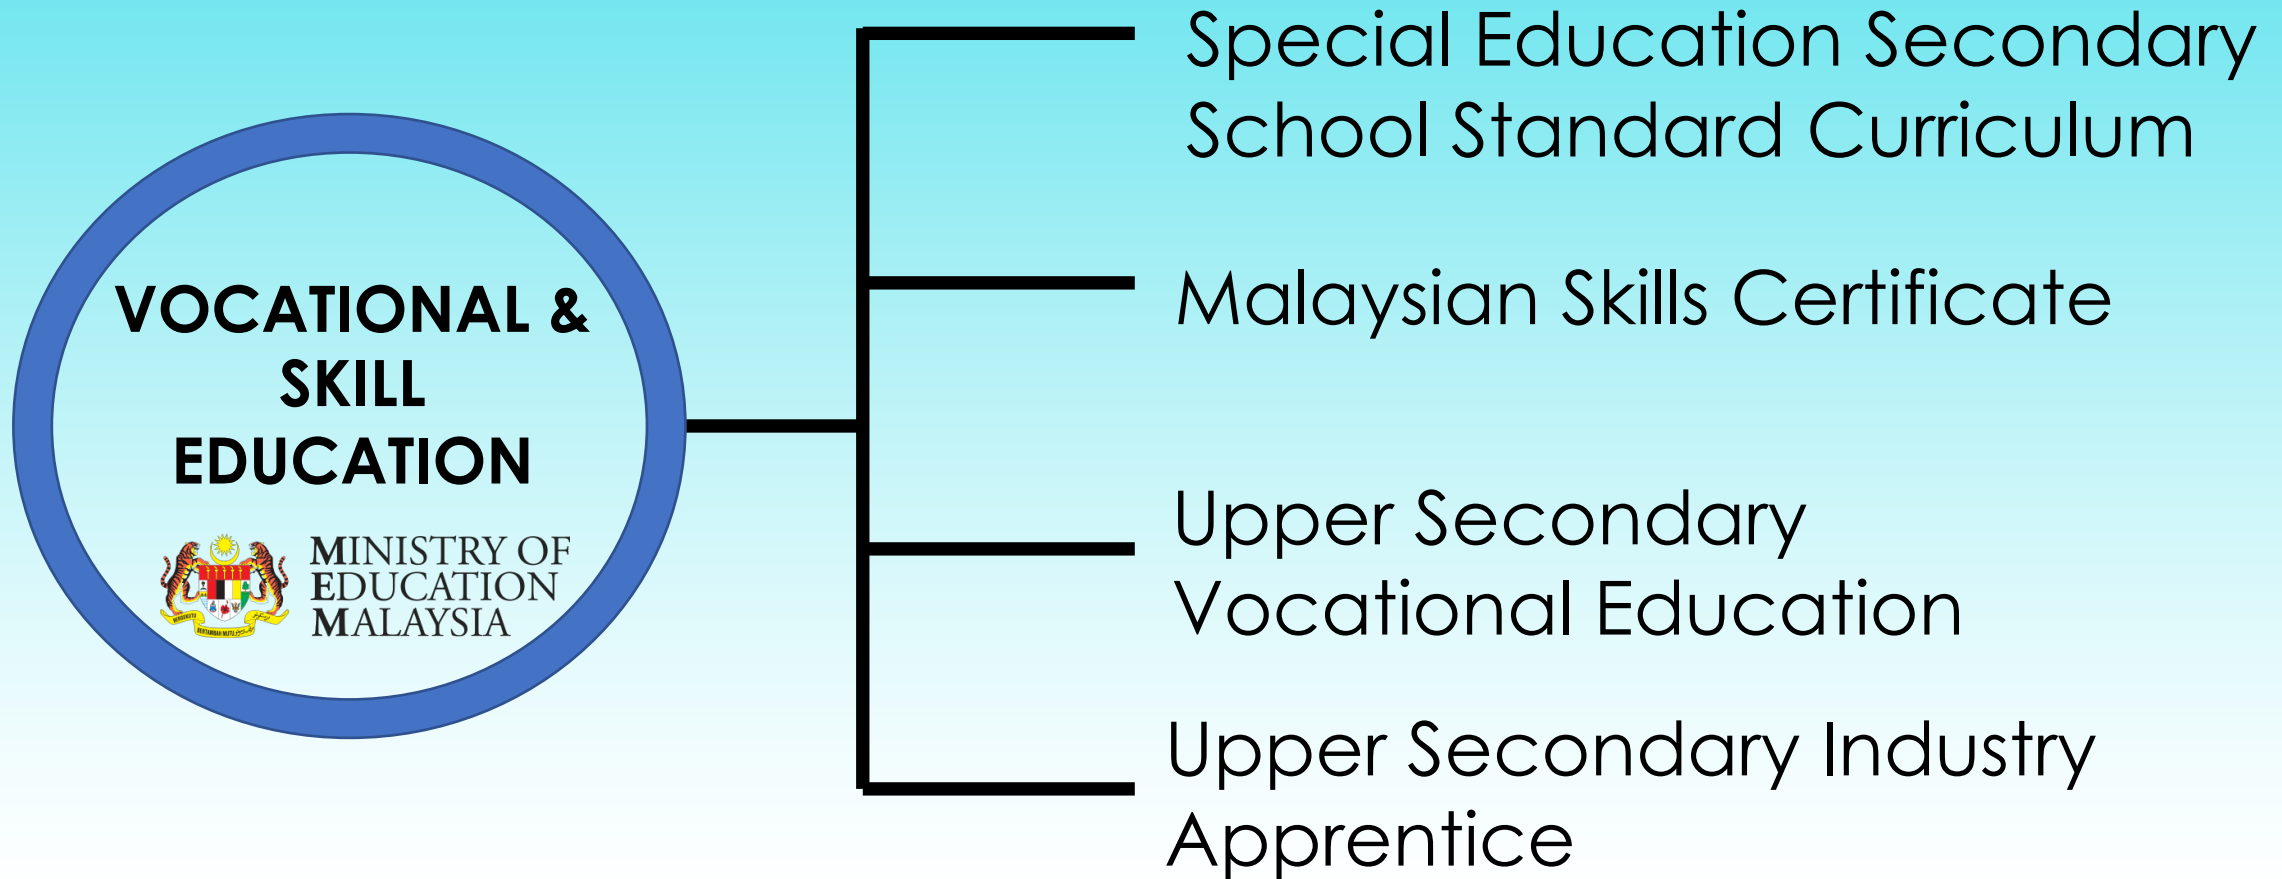 VOCATIONAL &
SKILL
EDUCATION
MINISTRY OF
EDUCATION
MALAYSIA
Special Education Secondary
School Standard Curriculum
Malaysian Skills Certificate
Upper Secondary
Vocational Education
Upper Secondary Industry
Apprentice